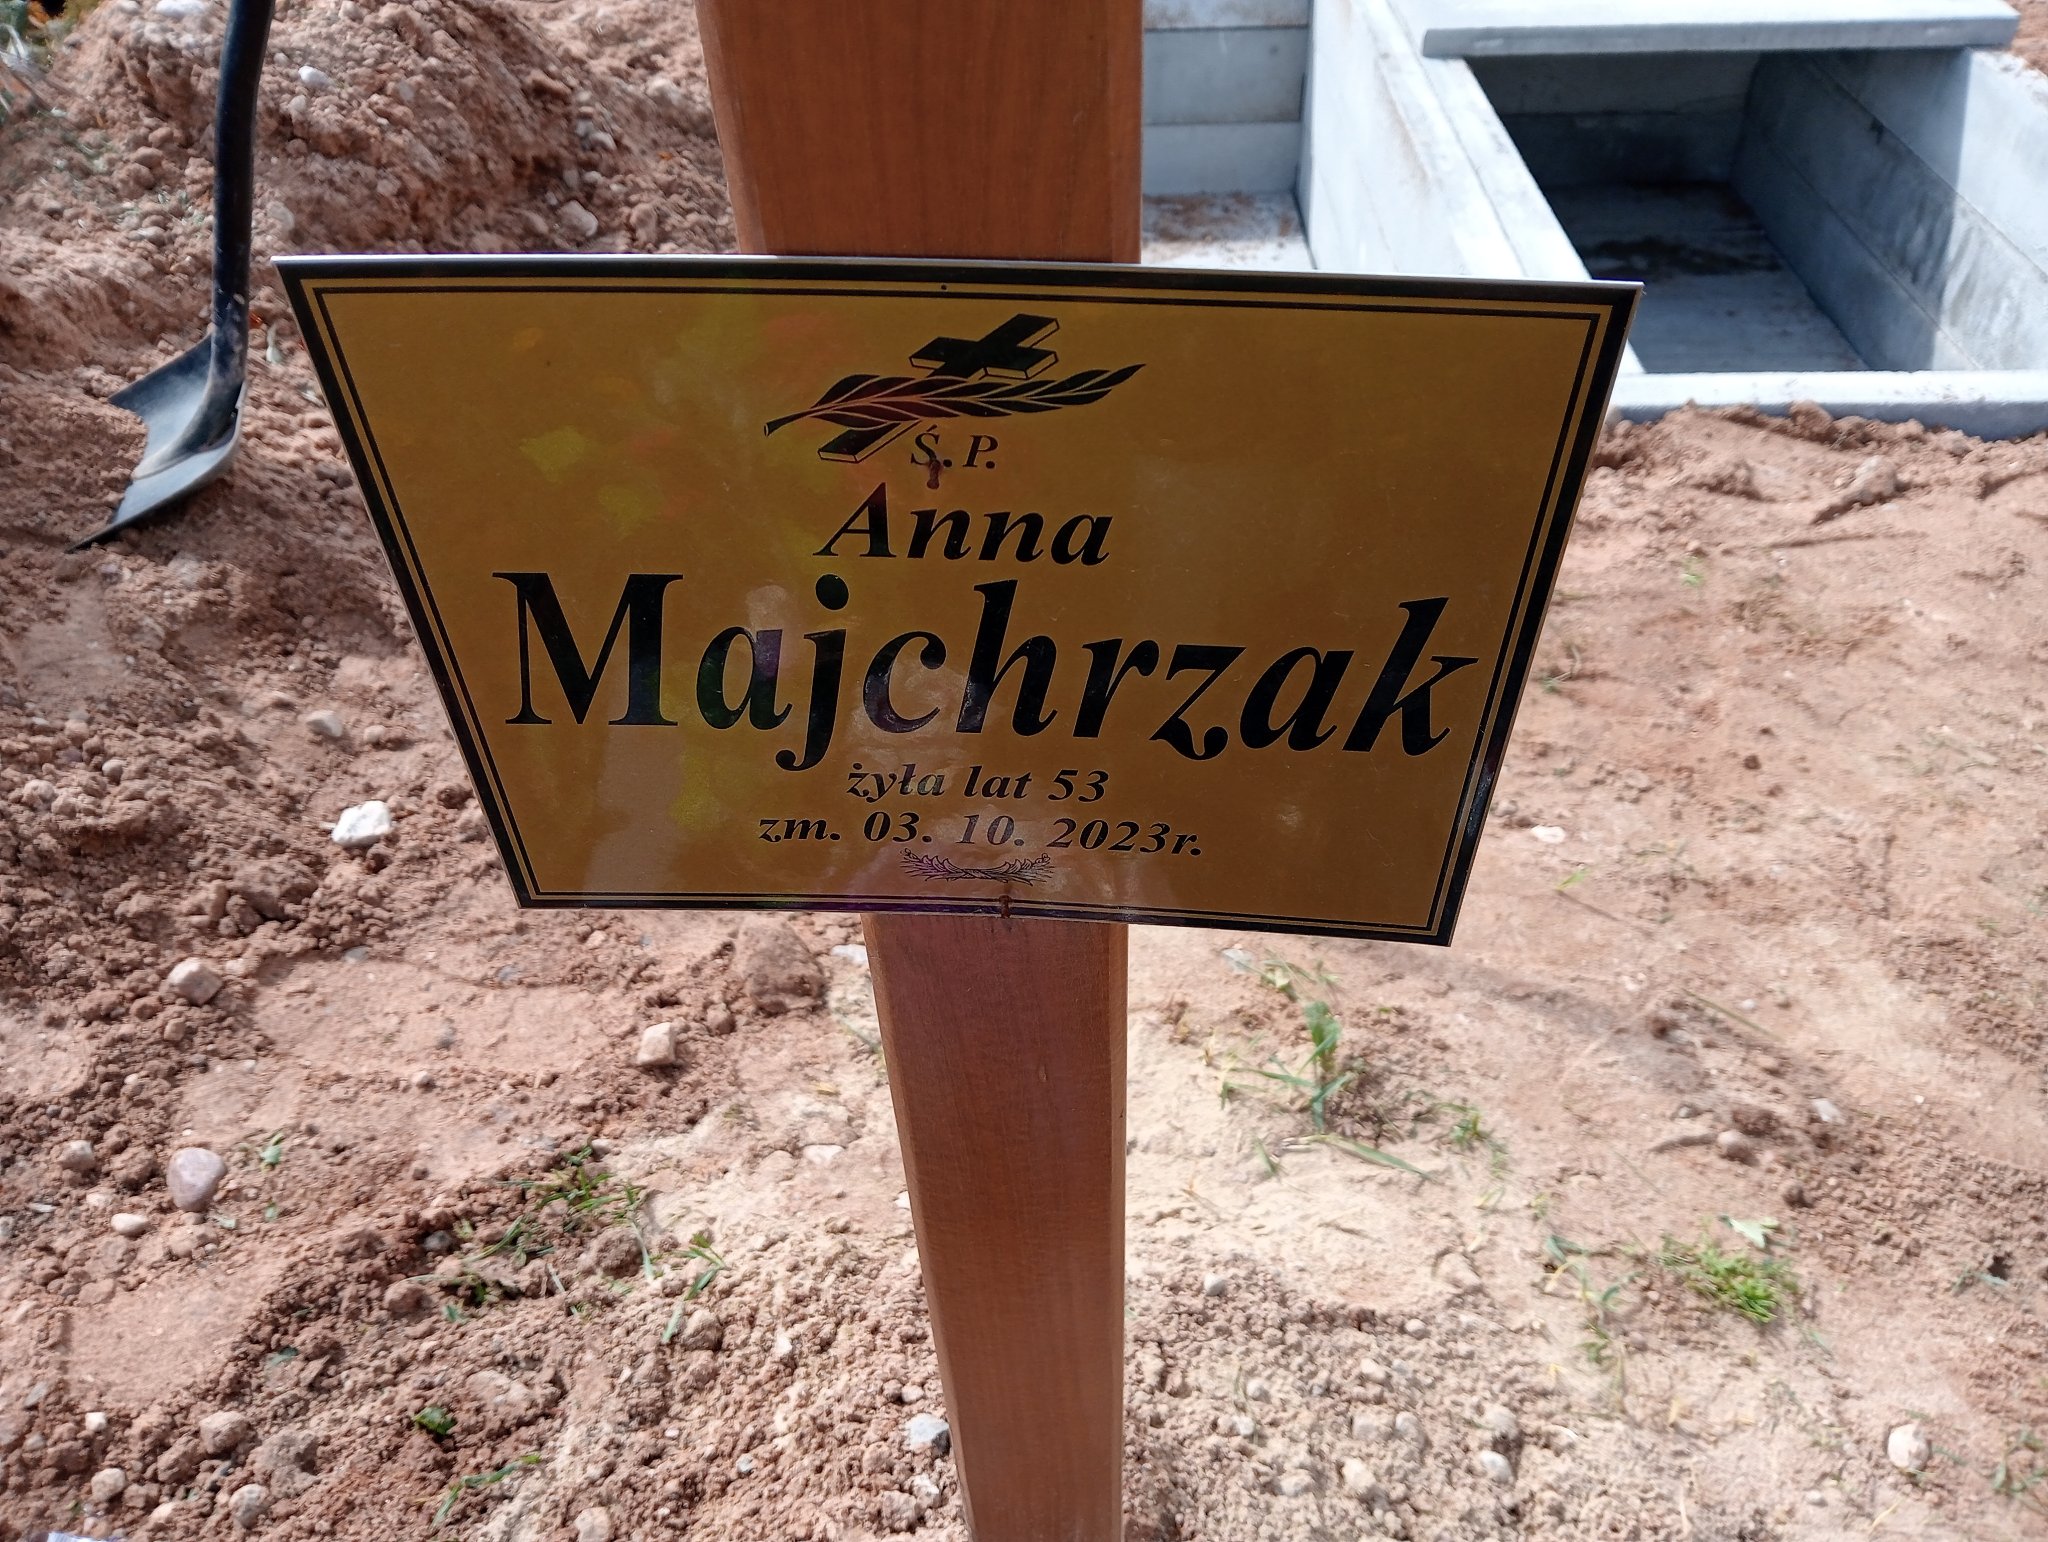 Ś.P.
Anna
Majchrzak
żyła lat 53
zm. 03. 10. 2023r.